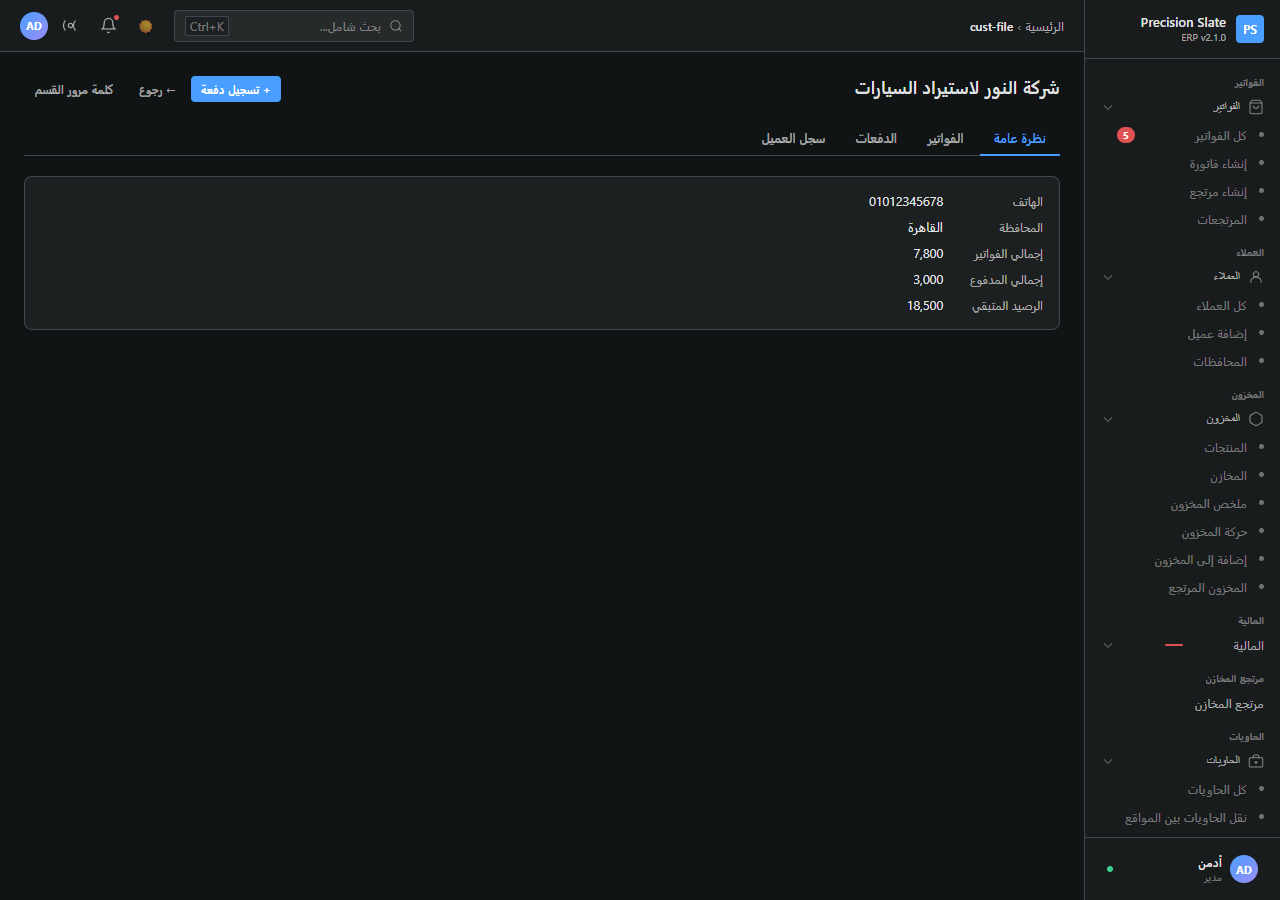 Precision Slate
ERP v2.1.0
PS
الرئيسية › cust-file
بحث شامل...
Ctrl+K
AD
شركة النور لاستيراد السيارات
+ تسجيل دفعة
← رجوع
كلمة مرور القسم
نظرة عامة
الفواتير
الدفعات
سجل العميل
الهاتف 01012345678
المحافظة القاهرة
إجمالي الفواتير 7,800
إجمالي المدفوع 3,000
الرصيد المتبقي 18,500
الفواتير
الفواتير
كل الفواتير 5
إنشاء فاتورة
إنشاء مرتجع
المرتجعات
العملاء
العملاء
كل العملاء
إضافة عميل
المحافظات
المخزون
المخزون
المنتجات
المخازن
ملخص المخزون
حركة المخزون
إضافة إلى المخزون
المخزون المرتجع
المالية
المالية
مرتجع المخازن
مرتجع المخازن
الحاويات
الحاويات
كل الحاويات
نقل الحاويات بين المواقع
AD
أدمن
مدير